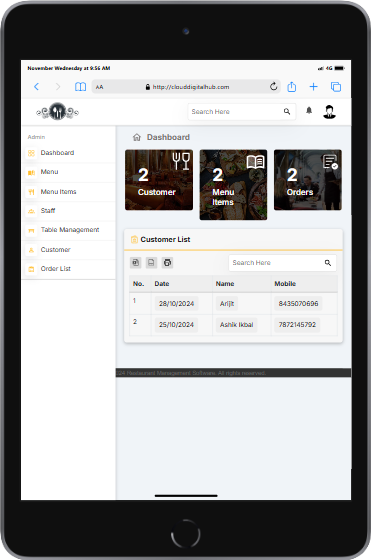 November Wednesday at 9:56 AM
4G
AA
http://clouddigitalhub.com
Search Here
Admin
Dashboard
Menu
Menu Items
Staff
Table Management
Customer
Order List
Dashboard
2
Customer
2
Menu
Items
2
Orders
Customer List
Search Here
No. Date Name Mobile
1 28/10/2024 Arijit 8435070696
2 25/10/2024 Ashik Ikbal 7872145792
Restaurant Management Software. All rights reserved